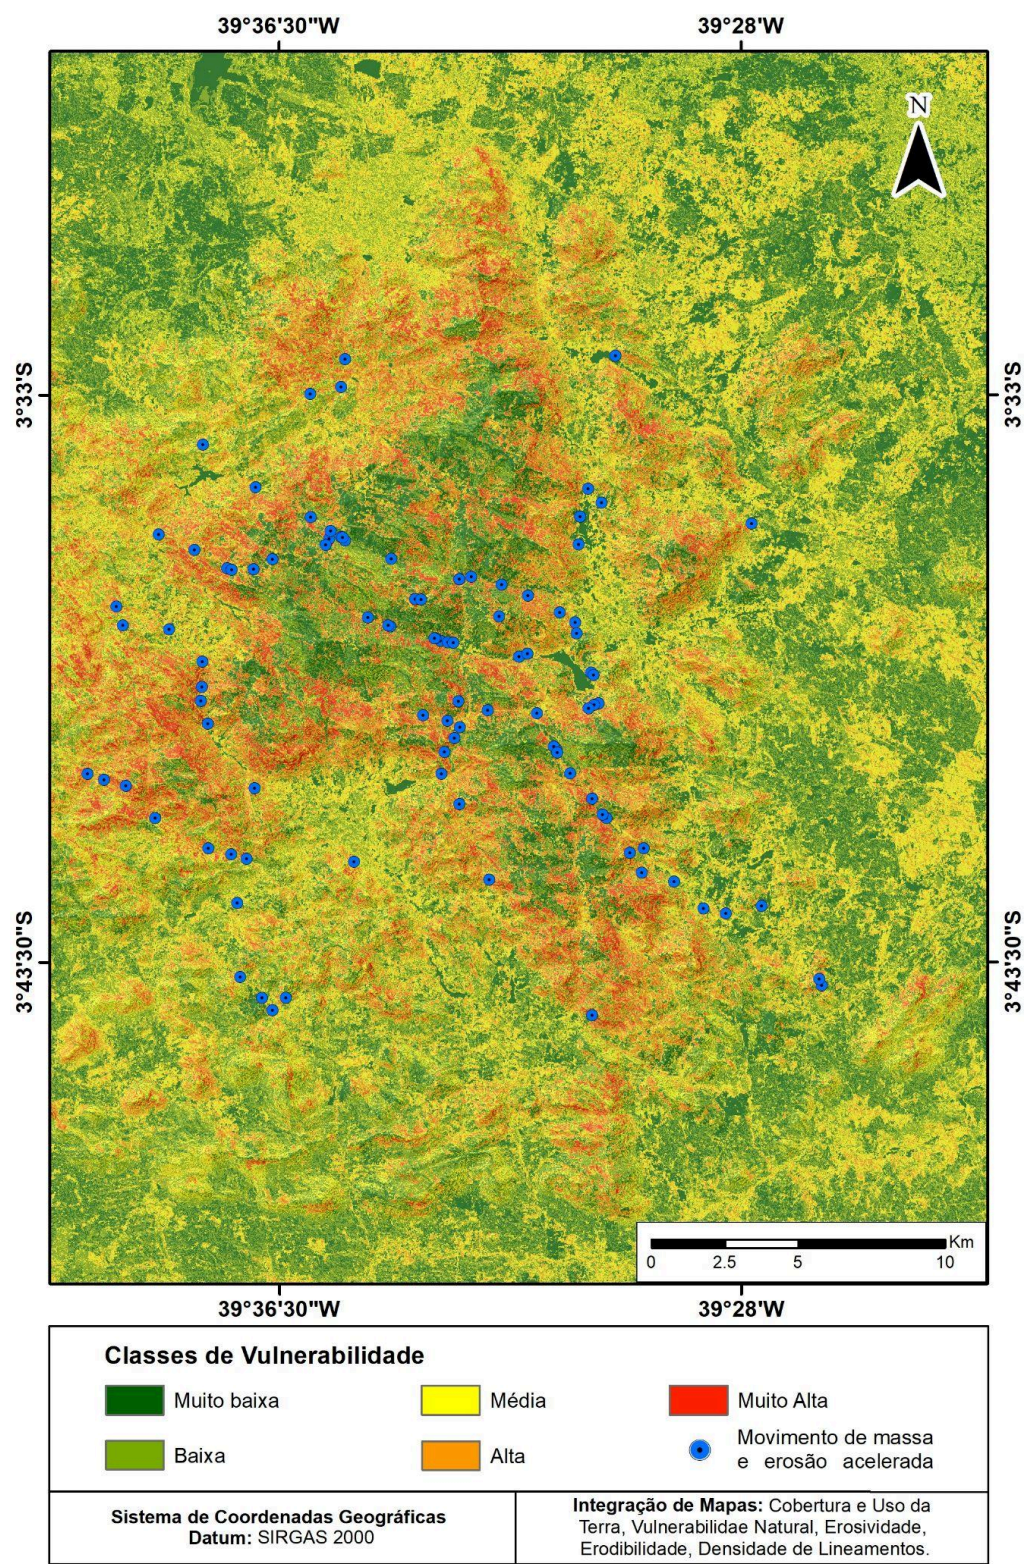 39°36'30"W
39°28'W
N
3°33'S
3°33'S
3°43'30"S
3°43'30"S
Km
0
2.5
5
10
39°36'30"W
39°28'W
Classes de Vulnerabilidade
Muito baixa
Média
Muito Alta
Baixa
Alta
Movimento de massa
e erosão acelerada
Sistema de Coordenadas Geográficas
Datum: SIRGAS 2000
Integração de Mapas: Cobertura e Uso da
Terra, Vulnerabilidae Natural, Erosividade,
Erodibilidade, Densidade de Lineamentos.